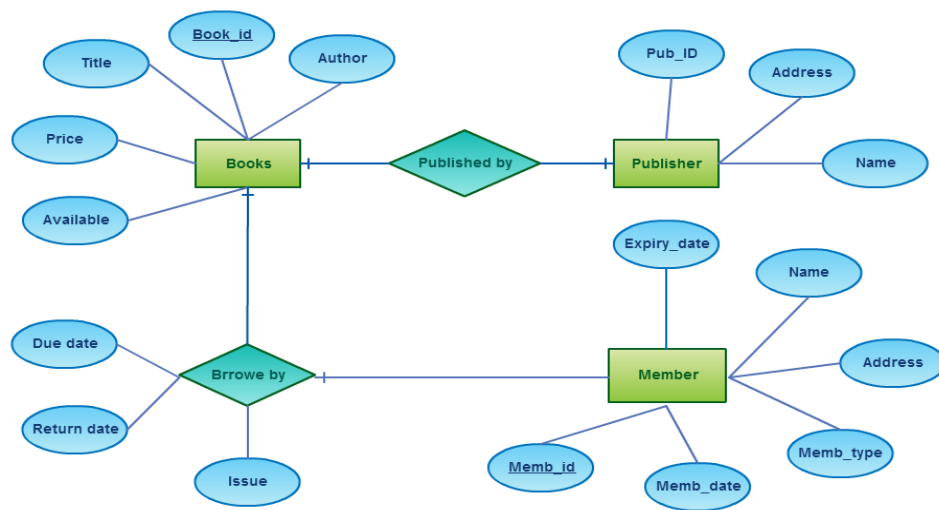 Book_id
Author
Title
Pub_ID
Address
Price
Books
Published by
Publisher
Name
Available
Expiry_date
Name
Due date
Brrowe by
Member
Address
Return date
Memb_type
Issue
Memb_id
Memb_date